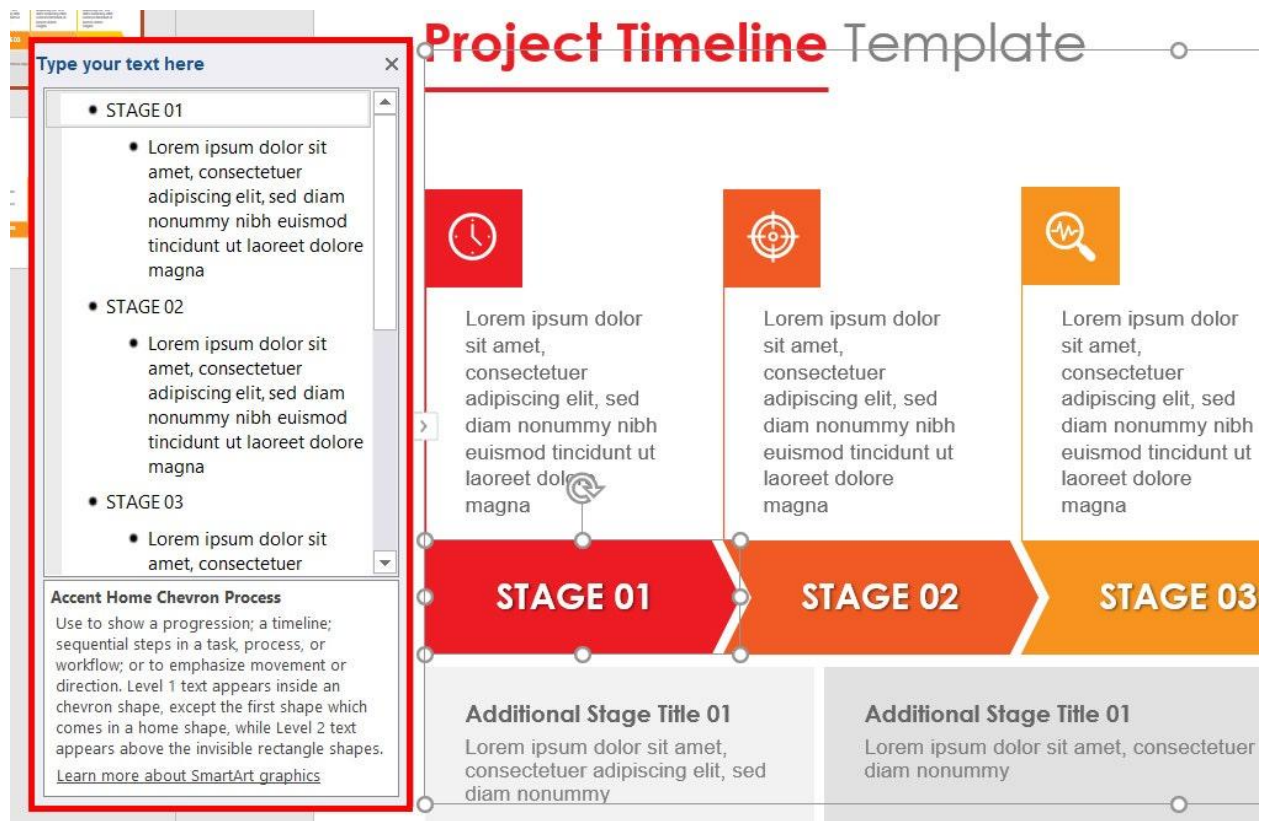 Project Timeline Template
Type your text here
STAGE 01
Lorem ipsum dolor sit
amet, consectetuer
adipiscing elit, sed diam
nonummy nibh euismod
tincidunt ut laoreet dolore
magna
STAGE 02
Lorem ipsum dolor sit
amet, consectetuer
adipiscing elit, sed diam
nonummy nibh euismod
tincidunt ut laoreet dolore
magna
STAGE 03
Lorem ipsum dolor sit
amet, consectetuer
Accent Home Chevron Process
Use to show a progression; a timeline;
sequential steps in a task, process, or
workflow; or to emphasize movement or
direction. Level 1 text appears inside an
chevron shape, except the first shape which
comes in a home shape, while Level 2 text
appears above the invisible rectangle shapes.
Learn more about SmartArt graphics
Lorem ipsum dolor
sit amet,
consectetuer
adipiscing elit, sed
diam nonummy nibh
euismod tincidunt ut
laoreet dolore
magna
Lorem ipsum dolor
sit amet,
consectetuer
adipiscing elit, sed
diam nonummy nibh
euismod tincidunt ut
laoreet dolore
magna
Lorem ipsum dolor
sit amet,
consectetuer
adipiscing elit, sed
diam nonummy nibh
euismod tincidunt ut
laoreet dolore
magna
STAGE 01
STAGE 02
STAGE 03
Additional Stage Title 01
Lorem ipsum dolor sit amet,
consectetuer adipiscing elit, sed
diam nonummy
Additional Stage Title 01
Lorem ipsum dolor sit amet, consectetuer
diam nonummy